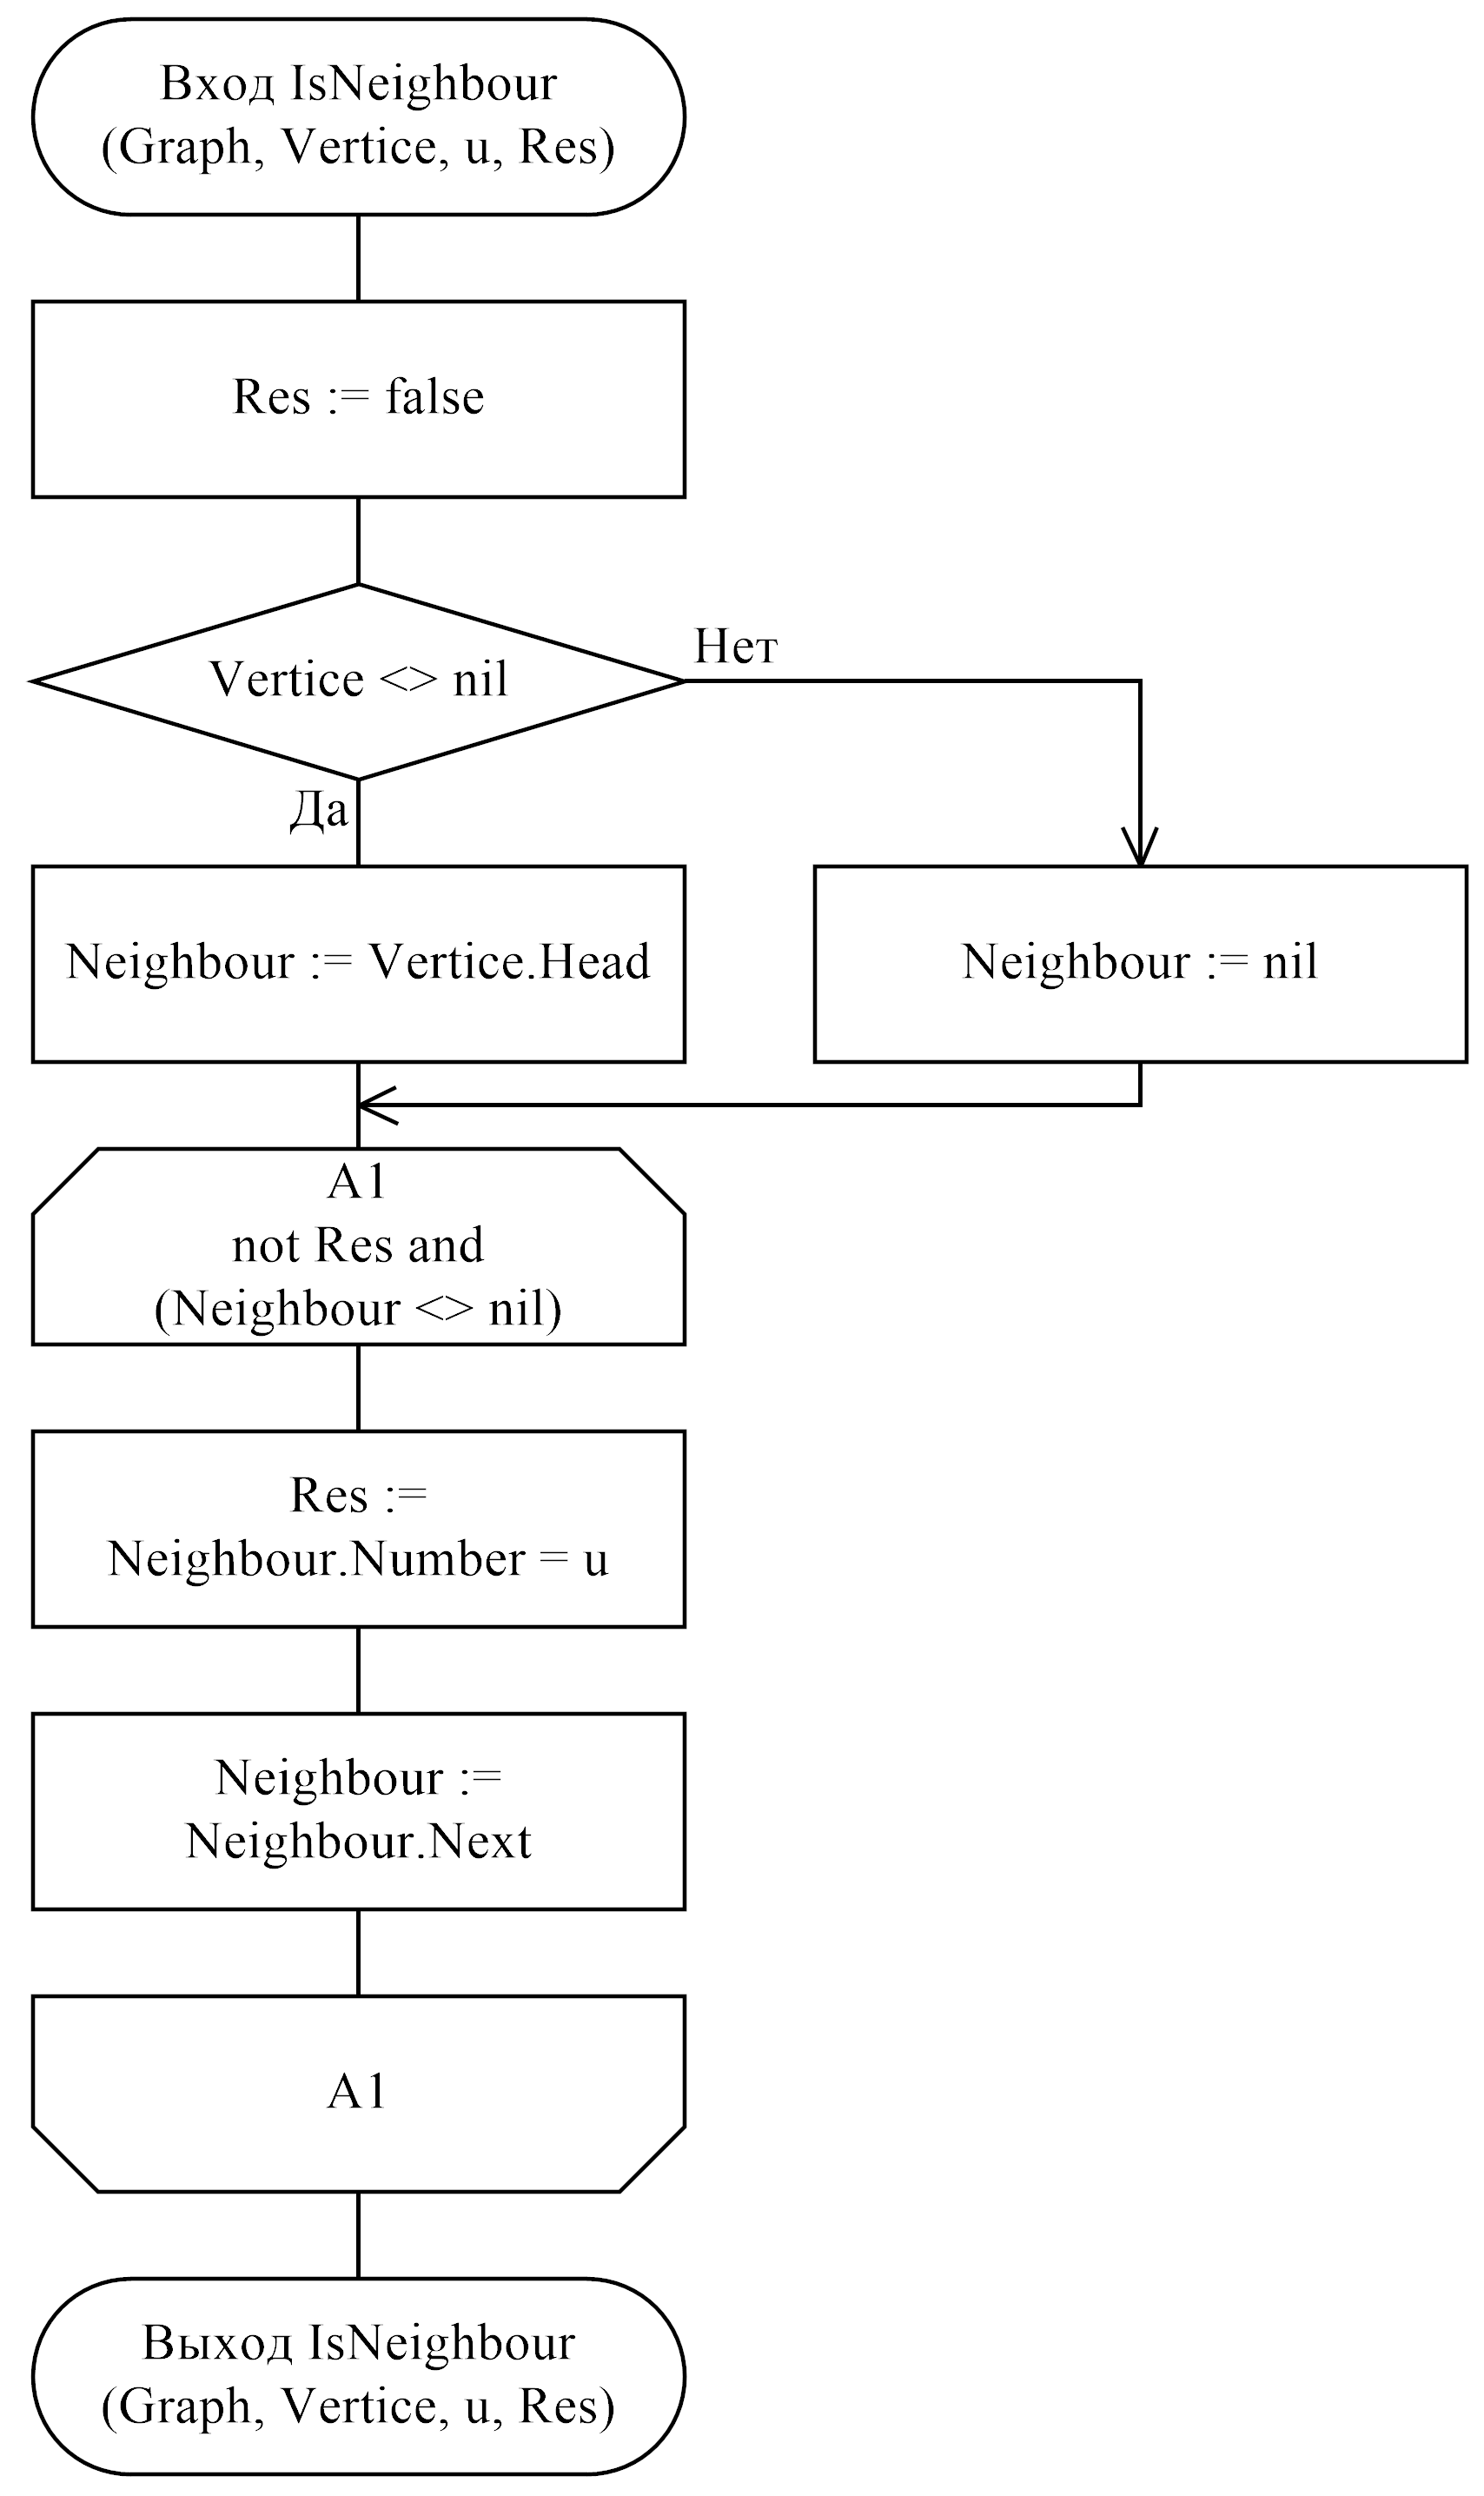 Вход IsNeighbour
(Graph, Vertice, u, Res)
Res := false
Vertice <> nil
Нет
Да
Neighbour := Vertice.Head
Neighbour := nil
A1
not Res and
(Neighbour <> nil)
Res :=
Neighbour.Number = u
Neighbour :=
Neighbour.Next
A1
Выход IsNeighbour
(Graph, Vertice, u, Res)